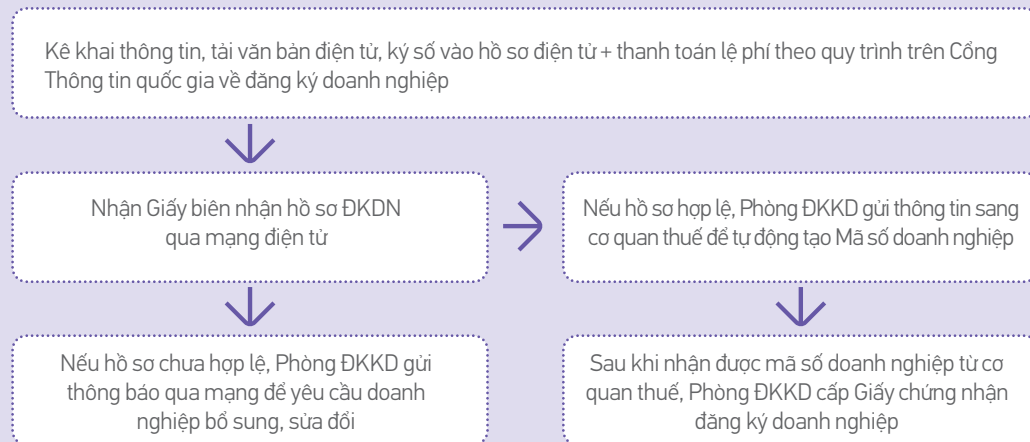 Kê khai thông tin, tải văn bản điện tử, ký số vào hồ sơ điện tử + thanh toán lệ phí theo quy trình trên Cổng
Thông tin quốc gia về đăng ký doanh nghiệp
Nhận Giấy biên nhận hồ sơ ĐKDN
qua mạng điện tử
Nếu hồ sơ hợp lệ, Phòng ĐKKD gửi thông tin sang
cơ quan thuế để tự động tạo Mã số doanh nghiệp
Nếu hồ sơ chưa hợp lệ, Phòng ĐKKD gửi
thông báo qua mạng để yêu cầu doanh
nghiệp bổ sung, sửa đổi
Sau khi nhận được mã số doanh nghiệp từ cơ
quan thuế, Phòng ĐKKD cấp Giấy chứng nhận
đăng ký doanh nghiệp